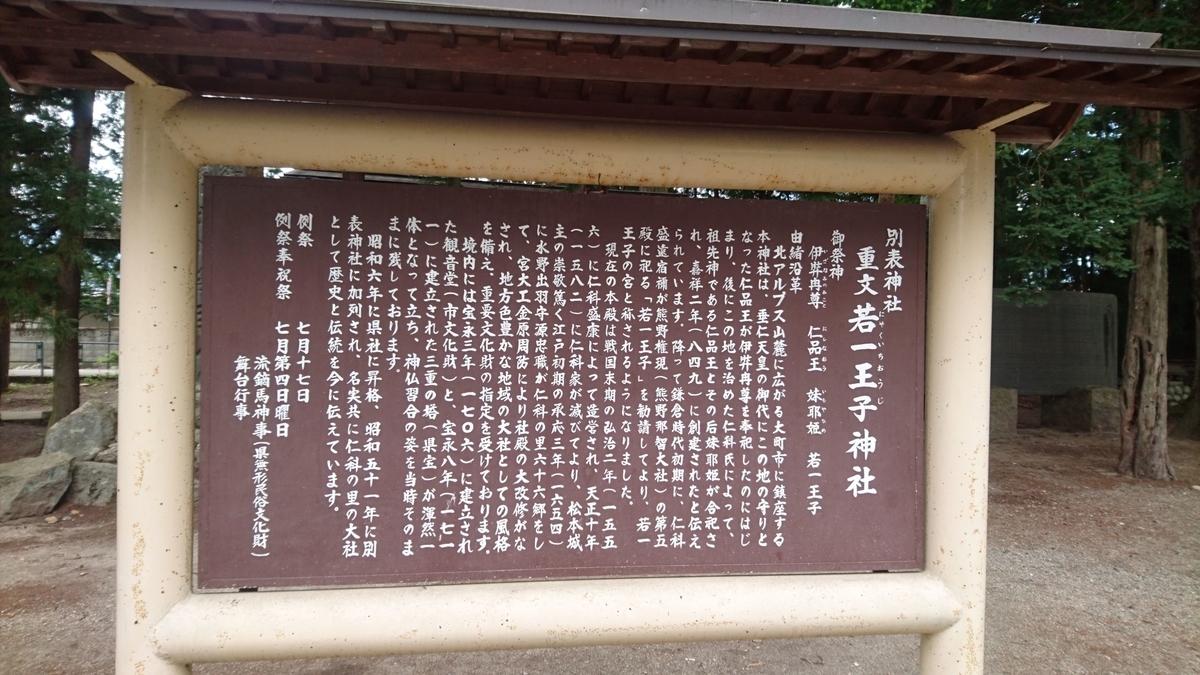 別表神社
重文若一王子神社
にゃくいちおうじ
御祭神
伊弉冉尊 仁品王 妹耶姫 若一王子
由緒沿革
北アルプス山麓に広がる大町市に鎮座する
本神社は、垂仁天皇の御代にこの地の守りと
なった仁品王が伊弉冉尊を奉祀したのにはじ
まり、後にこの地を治めた仁科氏によって、
祖先神である仁品王とその后妹耶姫が合祀さ
れ、嘉祥二年(八四九)に創建されたと伝え
られています。降って鎌倉時代初期に、仁科
盛遠宿禰が熊野権現(熊野那智大社)の第五
殿に祀る「若一王子」を勧請してより、若一
王子の宮と称されるようになりました。
現在の本殿は戦国末期の弘治二年(一五五
六)に仁科盛康によって造営され、天正十年
(一五八二)に仁科家が滅びてより、松本城
主の崇敬篤く江戸初期の承応三年(一六五四)
に水野出羽守源忠職が仁科の里六十六郷をし
て、宮大工金原周防により社殿の大改修がな
され、地方色豊かな地域の大社としての風格
を備え、重要文化財の指定を受けております。
境内には宝永三年(一七〇六)に建立され
た観音堂(市文化財)と、宝永八年(一七一
一)に建立された三重の塔(県宝)が渾然一
体となって立ち、神仏習合の姿を当時そのま
まに残しております。
昭和六年に県社に昇格、昭和五十一年に別
表神社に加列され、名実共に仁科の里の大社
として歴史と伝統を今に伝えています。
例祭 七月十七日
例祭奉祝祭 七月第四日曜日
流鏑馬神事(県無形民俗文化財)
舞台行事